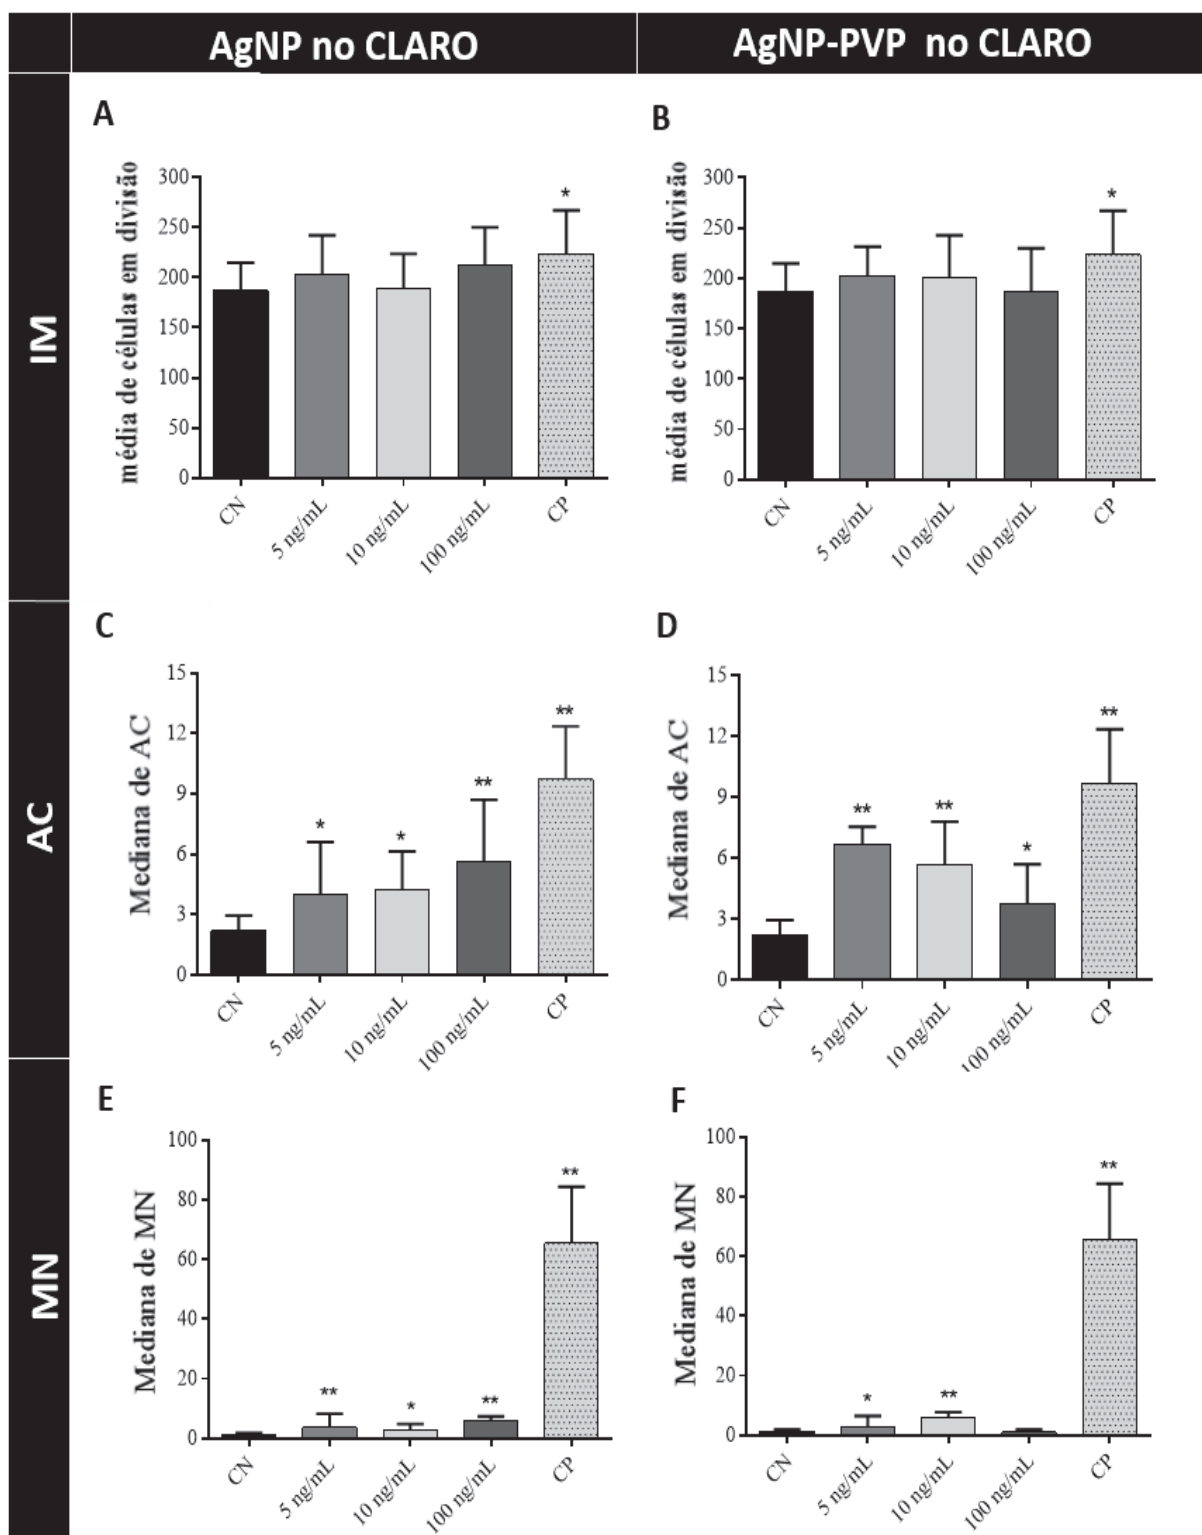 AgNP no CLARO
AgNP-PVP no CLARO
IM
A
média de células em divisão
300
250
200
150
100
50
0
*
CN
5 ng/mL
10 ng/mL
100 ng/mL
CP
B
média de células em divisão
300
250
200
150
100
50
0
*
CN
5 ng/mL
10 ng/mL
100 ng/mL
CP
AC
C
Mediana de AC
15
12
9
6
3
0
*
*
**
**
CN
5 ng/mL
10 ng/mL
100 ng/mL
CP
D
Mediana de AC
15
12
9
6
3
0
**
**
*
**
CN
5 ng/mL
10 ng/mL
100 ng/mL
CP
MN
E
Mediana de MN
100
80
60
40
20
0
**
*
**
**
CN
5 ng/mL
10 ng/mL
100 ng/mL
CP
F
Mediana de MN
100
80
60
40
20
0
*
**
**
CN
5 ng/mL
10 ng/mL
100 ng/mL
CP